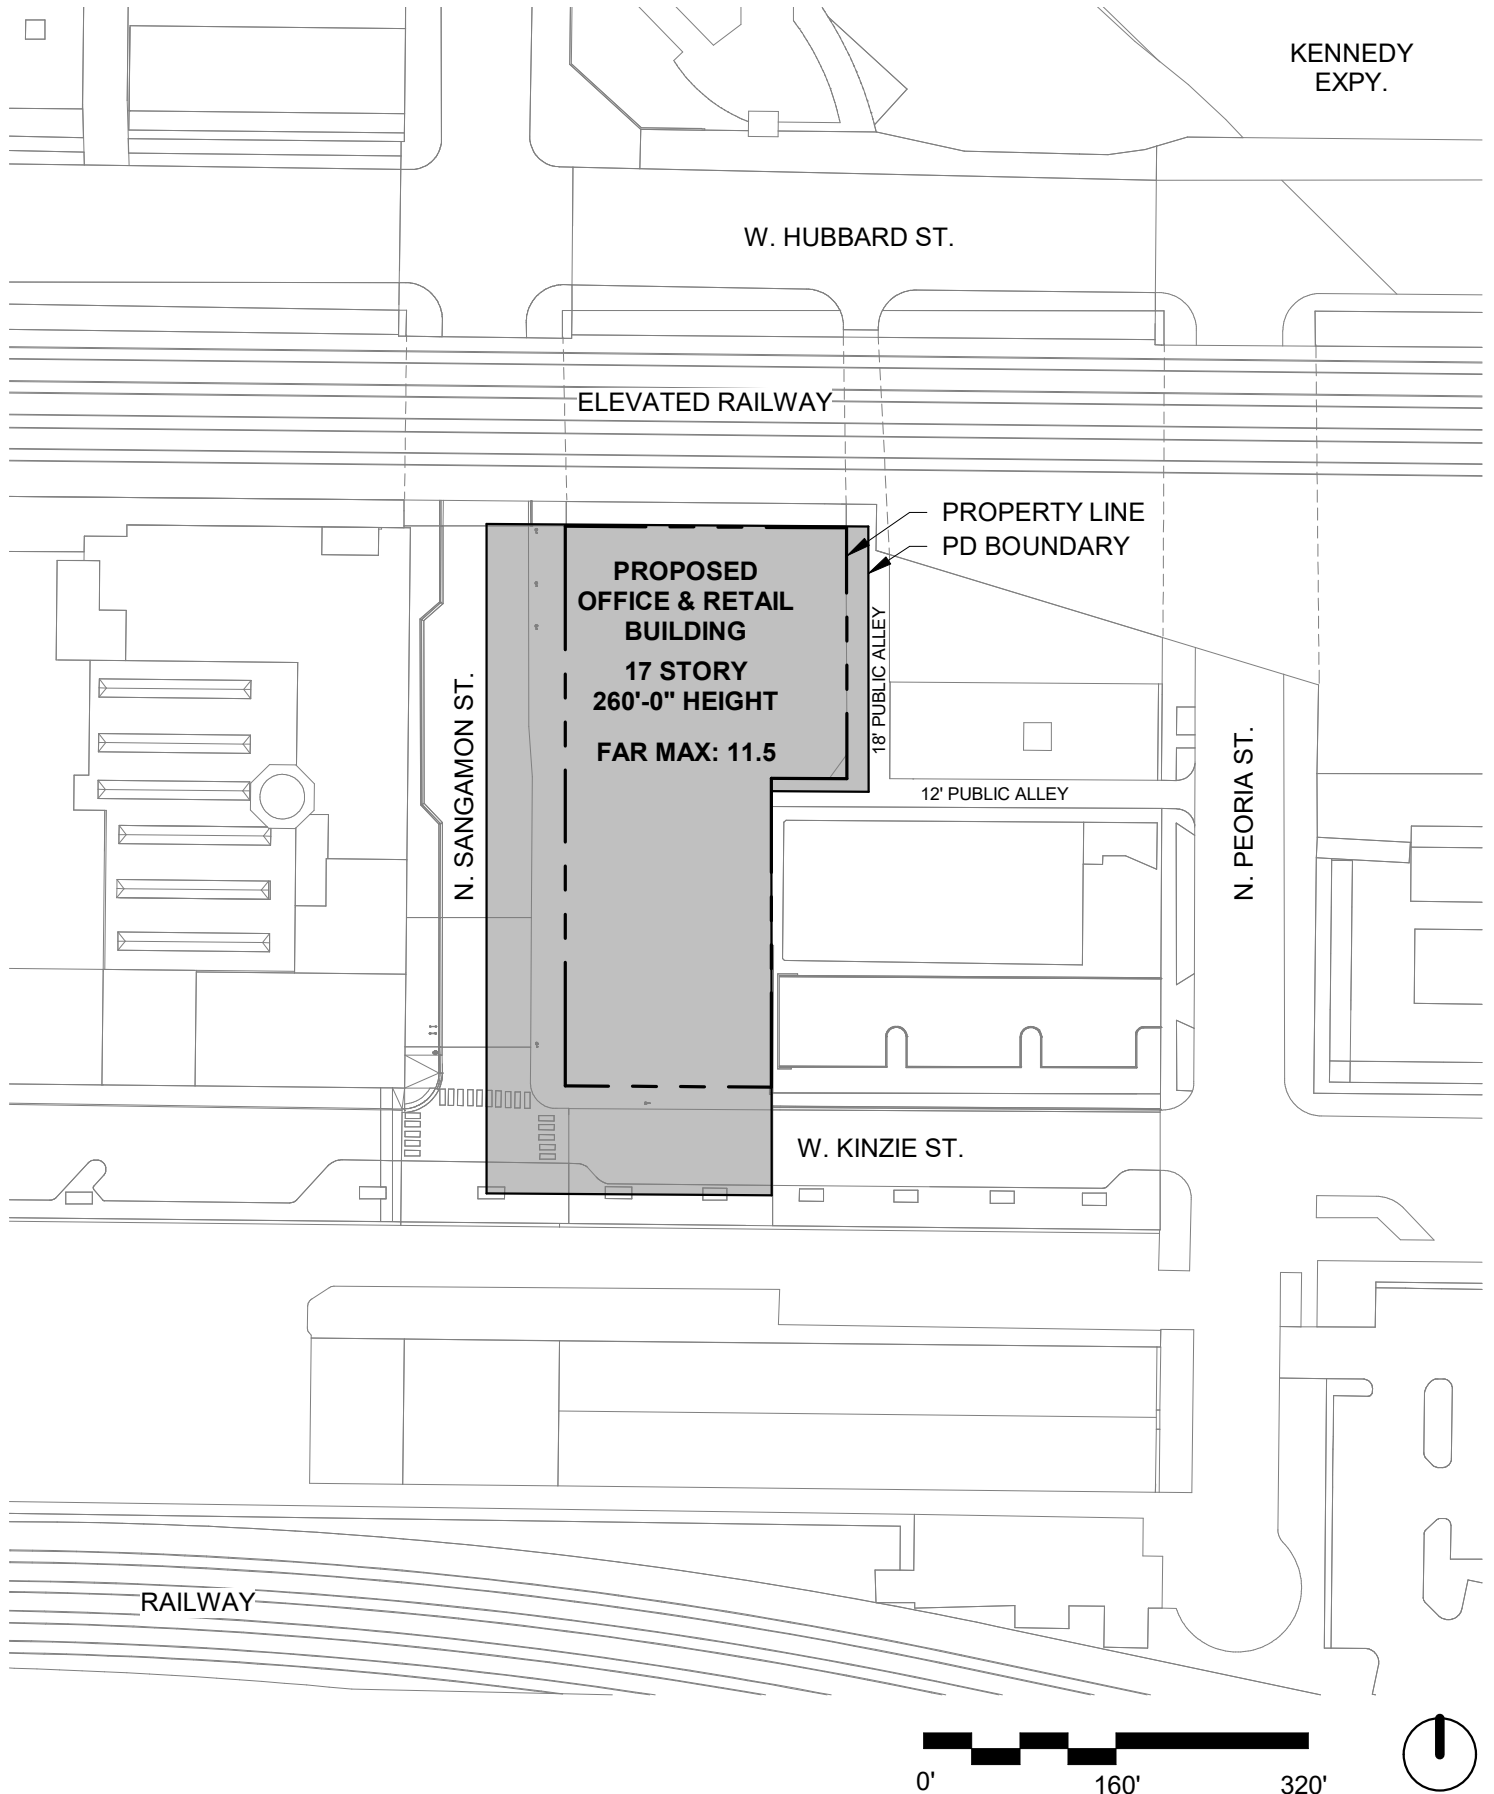 KENNEDY
EXPY.
W. HUBBARD ST.
ELEVATED RAILWAY
PROPERTY LINE
PD BOUNDARY
PROPOSED
OFFICE & RETAIL
BUILDING
17 STORY
260'-0" HEIGHT
FAR MAX: 11.5
18' PUBLIC ALLEY
N. SANGAMON ST.
12' PUBLIC ALLEY
N. PEORIA ST.
W. KINZIE ST.
RAILWAY
0' 160' 320'